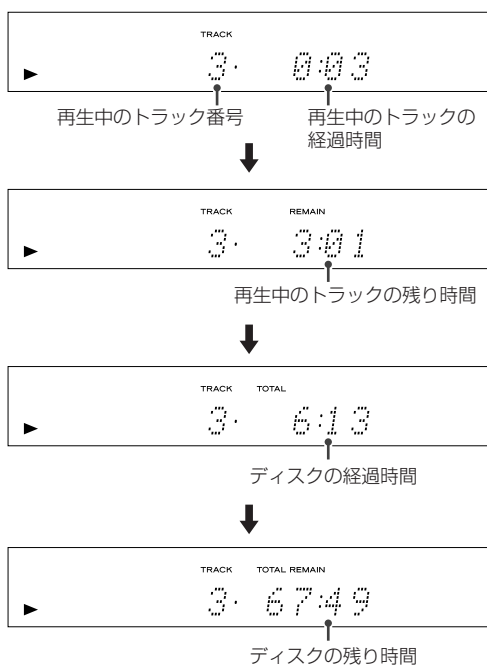 TRACK
3. 0:03
再生中のトラック番号
再生中のトラックの
経過時間
TRACK REMAIN
3. 3:01
再生中のトラックの残り時間
TRACK TOTAL
3. 6:13
ディスクの経過時間
TRACK TOTAL REMAIN
3. 67:49
ディスクの残り時間